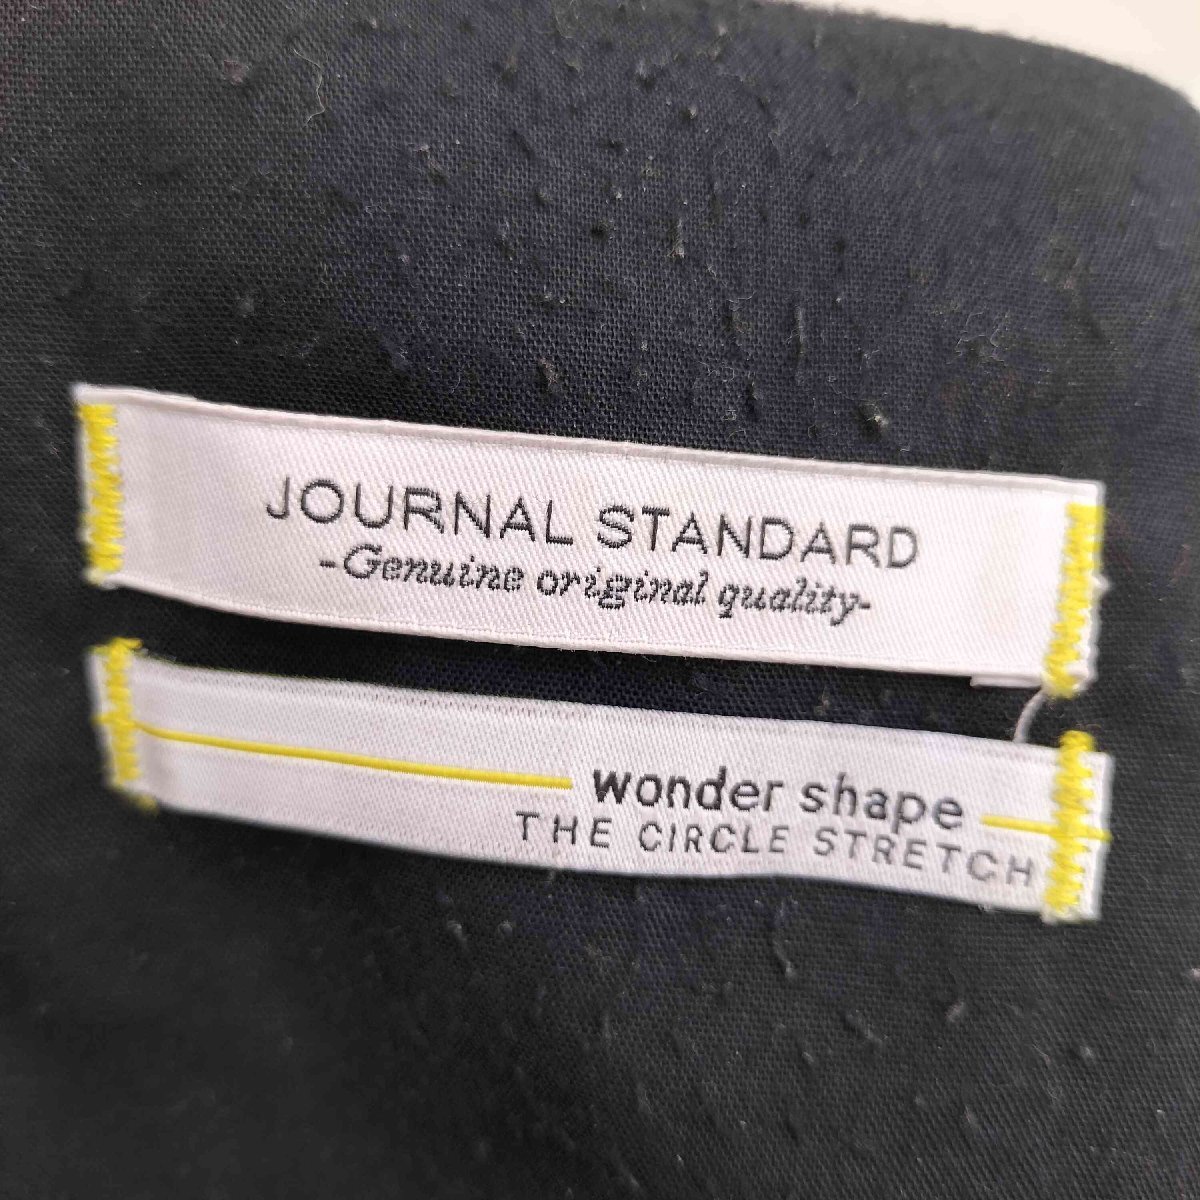 JOURNAL STANDARD
-Genuine original quality-
wonder shape
THE CIRCLE STRETCH